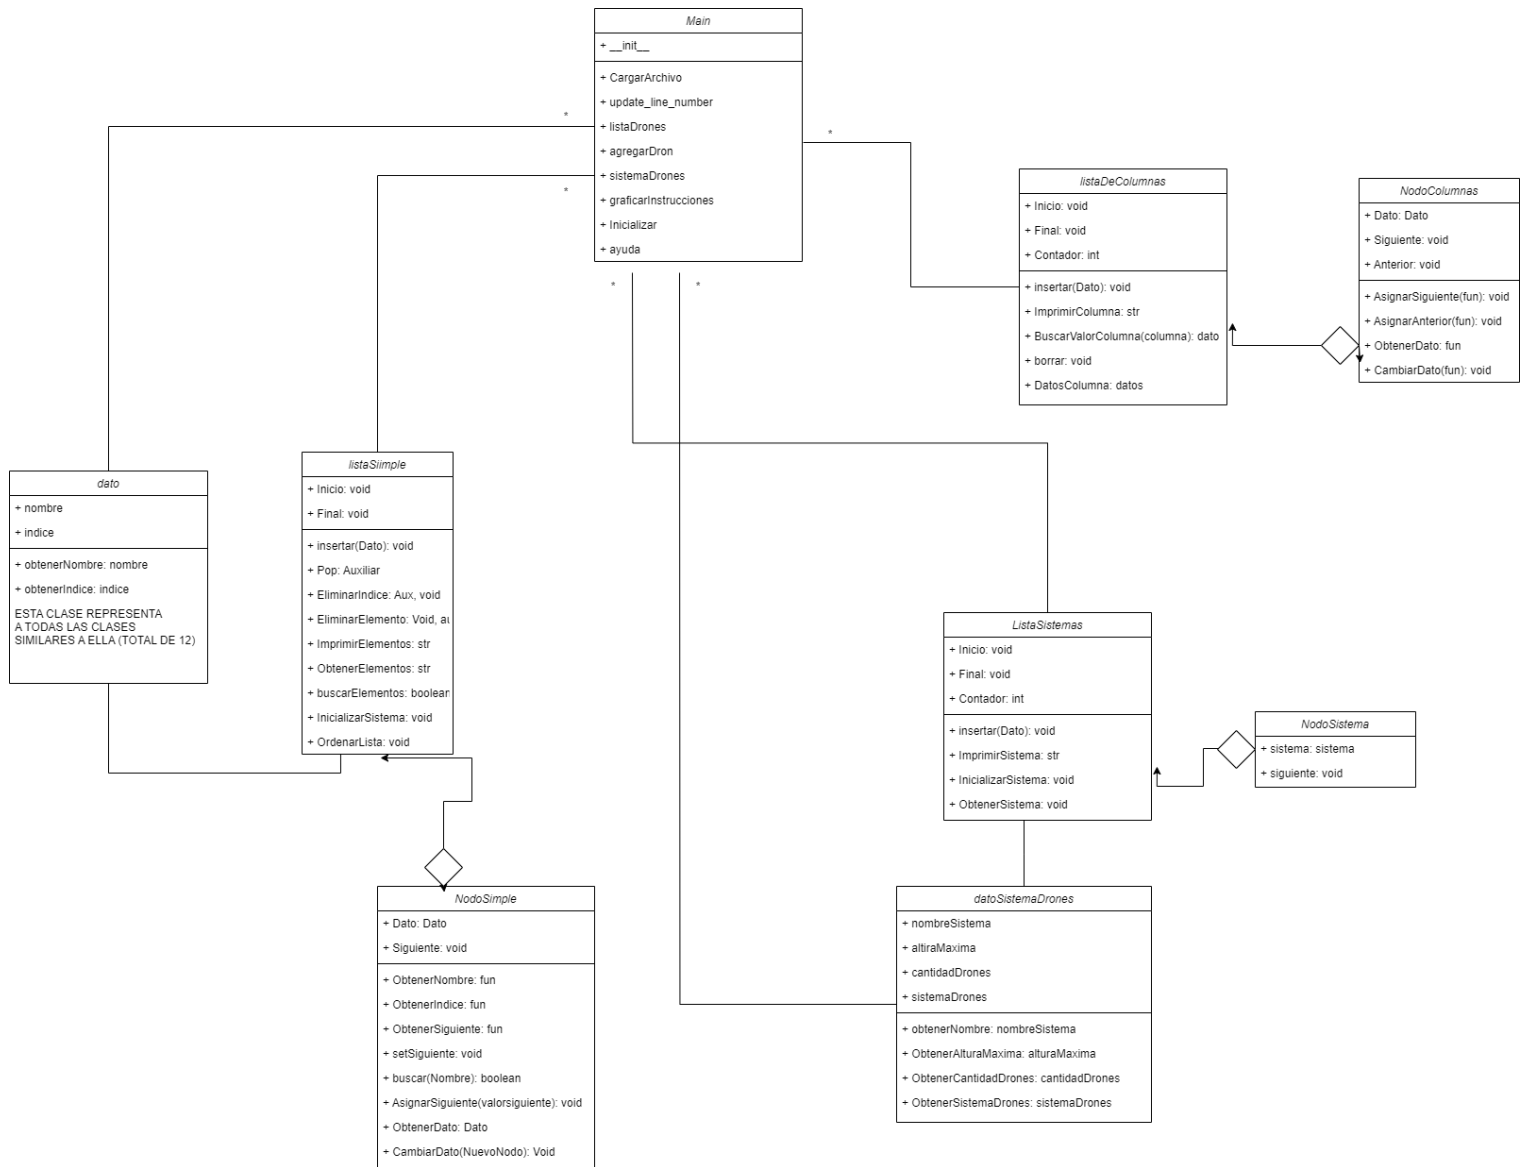 Main
+ __init__
+ CargarArchivo
+ update_line_number
+ listaDrones
+ agregarDron
+ sistemaDrones
+ graficarInstrucciones
+ Inicializar
+ ayuda
*
*
*
*
*
listaDeColumnas
+ Inicio: void
+ Final: void
+ Contador: int
+ insertar(Dato): void
+ ImprimirColumna: str
+ BuscarValorColumna(columna): dato
+ borrar: void
+ DatosColumna: datos
NodoColumnas
+ Dato: Dato
+ Siguiente: void
+ Anterior: void
+ AsignarSiguiente(fun): void
+ AsignarAnterior(fun): void
+ ObtenerDato: fun
+ CambiarDato(fun): void
dato
+ nombre
+ indice
+ obtenerNombre: nombre
+ obtenerIndice: indice
ESTA CLASE REPRESENTA
A TODAS LAS CLASES
SIMILARES A ELLA (TOTAL DE 12)
listaSiimple
+ Inicio: void
+ Final: void
+ insertar(Dato): void
+ Pop: Auxiliar
+ EliminarIndice: Aux, void
+ EliminarElemento: Void, au
+ ImprimirElementos: str
+ ObtenerElementos: str
+ buscarElementos: boolean
+ InicializarSistema: void
+ OrdenarLista: void
ListaSistemas
+ Inicio: void
+ Final: void
+ Contador: int
+ insertar(Dato): void
+ ImprimirSistema: str
+ InicializarSistema: void
+ ObtenerSistema: void
NodoSistema
+ sistema: sistema
+ siguiente: void
NodoSimple
+ Dato: Dato
+ Siguiente: void
+ ObtenerNombre: fun
+ ObtenerIndice: fun
+ ObtenerSiguiente: fun
+ setSiguiente: void
+ buscar(Nombre): boolean
+ AsignarSiguiente(valorsiguiente): void
+ ObtenerDato: Dato
+ CambiarDato(NuevoNodo): Void
datoSistemaDrones
+ nombreSistema
+ altiraMaxima
+ cantidadDrones
+ sistemaDrones
+ obtenerNombre: nombreSistema
+ ObtenerAlturaMaxima: alturaMaxima
+ ObtenerCantidadDrones: cantidadDrones
+ ObtenerSistemaDrones: sistemaDrones